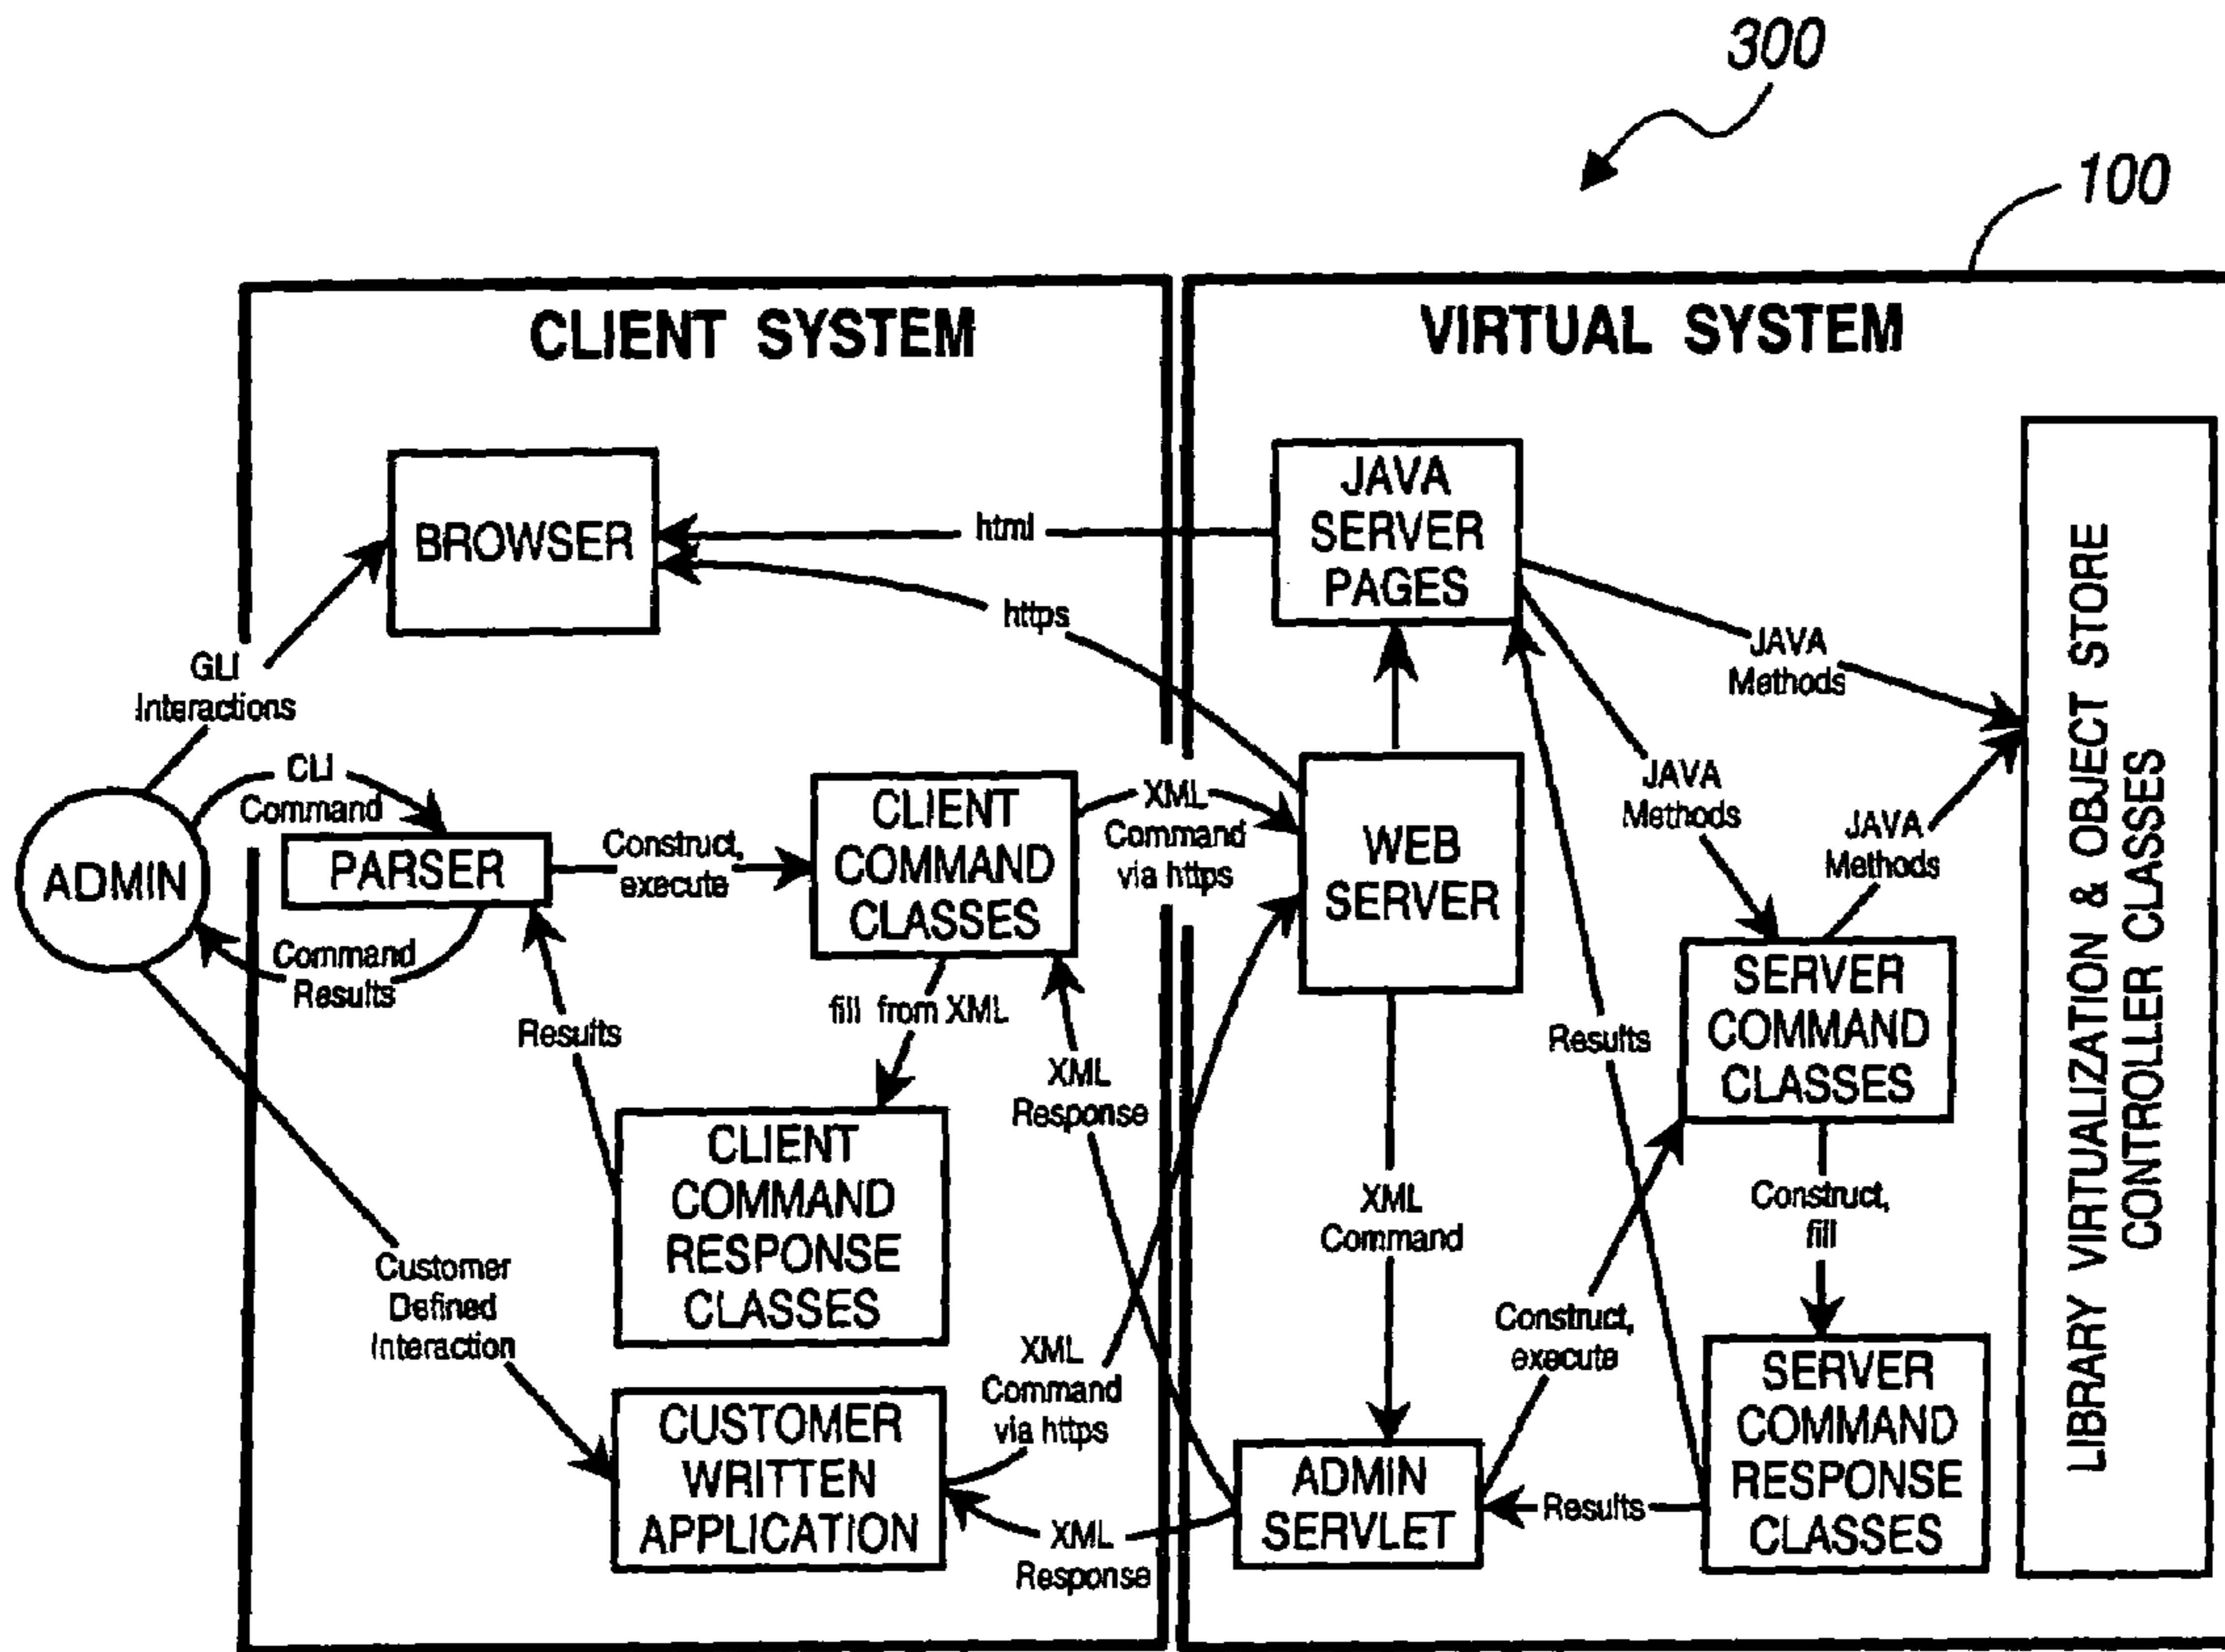 300
100
CLIENT SYSTEM
VIRTUAL SYSTEM
BROWSER
html
https
JAVA
SERVER
PAGES
JAVA
Methods
JAVA
Methods
JAVA
Methods
LIBRARY VIRTUALIZATION & OBJECT STORE
CONTROLLER CLASSES
GLI
Interactions
CLI
Command
ADMIN
PARSER
Command
Results
Construct,
execute
CLIENT
COMMAND
CLASSES
XML
Command
via https
WEB
SERVER
fill from XML
Results
XML
Response
Results
SERVER
COMMAND
CLASSES
CLIENT
COMMAND
RESPONSE
CLASSES
XML
Command
Construct,
fill
Customer
Defined
Interaction
XML
Command
via https
Construct,
execute
CUSTOMER
WRITTEN
APPLICATION
XML
Response
ADMIN
SERVLET
Results
SERVER
COMMAND
RESPONSE
CLASSES